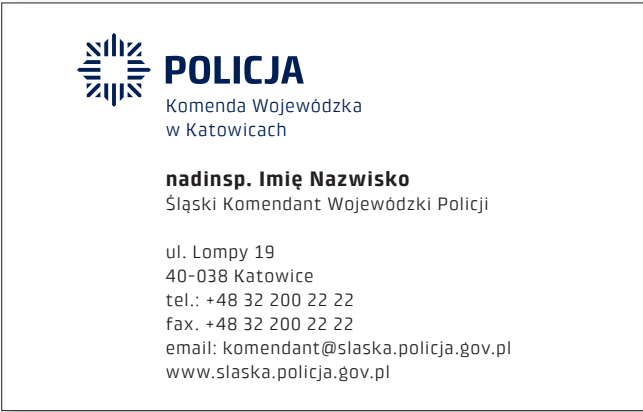 POLICJA
Komenda Wojewódzka
w Katowicach
nadinsp. Imię Nazwisko
Śląski Komendant Wojewódzki Policji
ul. Lompy 19
40-038 Katowice
tel.: +48 32 200 22 22
fax. +48 32 200 22 22
email: komendant@slaska.policja.gov.pl
www.slaska.policja.gov.pl